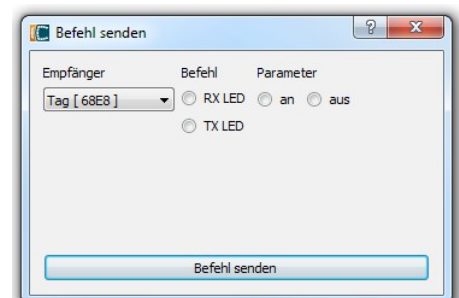 Befehl senden
Empfänger Befehl Parameter
Tag [ 68E8 ] RX LED an aus
TX LED
Befehl senden